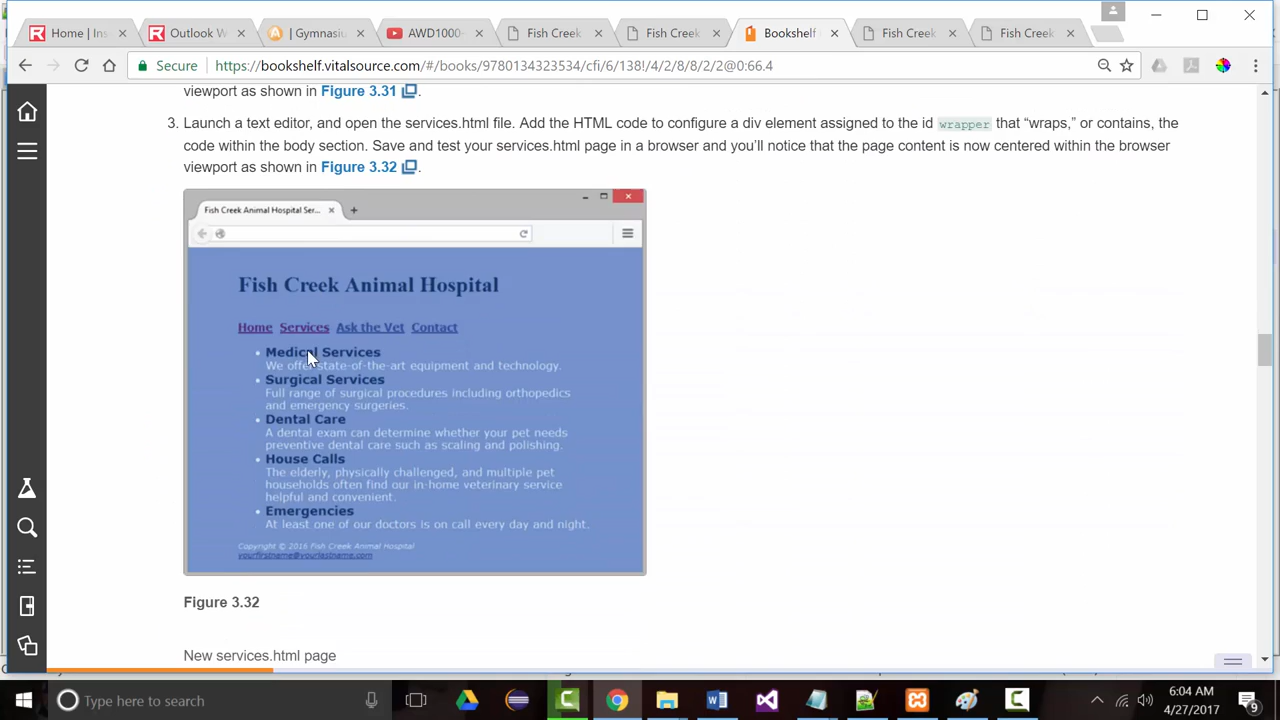 Home | Ins
Outlook W
| Gymnasiu
AWD1000-
Fish Creek
Fish Creek
Bookshelf
Fish Creek
Fish Creek
Secure
https://bookshelf.vitalsource.com/#/books/9780134323534/cfi/6/138!/4/2/8/8/2/2@0:66.4
viewport as shown in Figure 3.31 .
3. Launch a text editor, and open the services.html file. Add the HTML code to configure a div element assigned to the id wrapper that “wraps,” or contains, the
code within the body section. Save and test your services.html page in a browser and you’ll notice that the page content is now centered within the browser
viewport as shown in Figure 3.32 .
Fish Creek Animal Hospital Ser...
Fish Creek Animal Hospital
Home Services Ask the Vet Contact
• Medical Services
We offer state-of-the-art equipment and technology.
• Surgical Services
Full range of surgical procedures including orthopedics
and emergency surgeries.
• Dental Care
A dental exam can determine whether your pet needs
preventive dental care such as scaling and polishing.
• House Calls
The elderly, physically challenged, and multiple pet
households often find our in-home veterinary service
helpful and convenient.
• Emergencies
At least one of our doctors is on call every day and night.
Copyright © 2016 Fish Creek Animal Hospital
yourfirstname@yourlastname.com
Figure 3.32
New services.html page
Type here to search
6:04 AM
4/27/2017
9